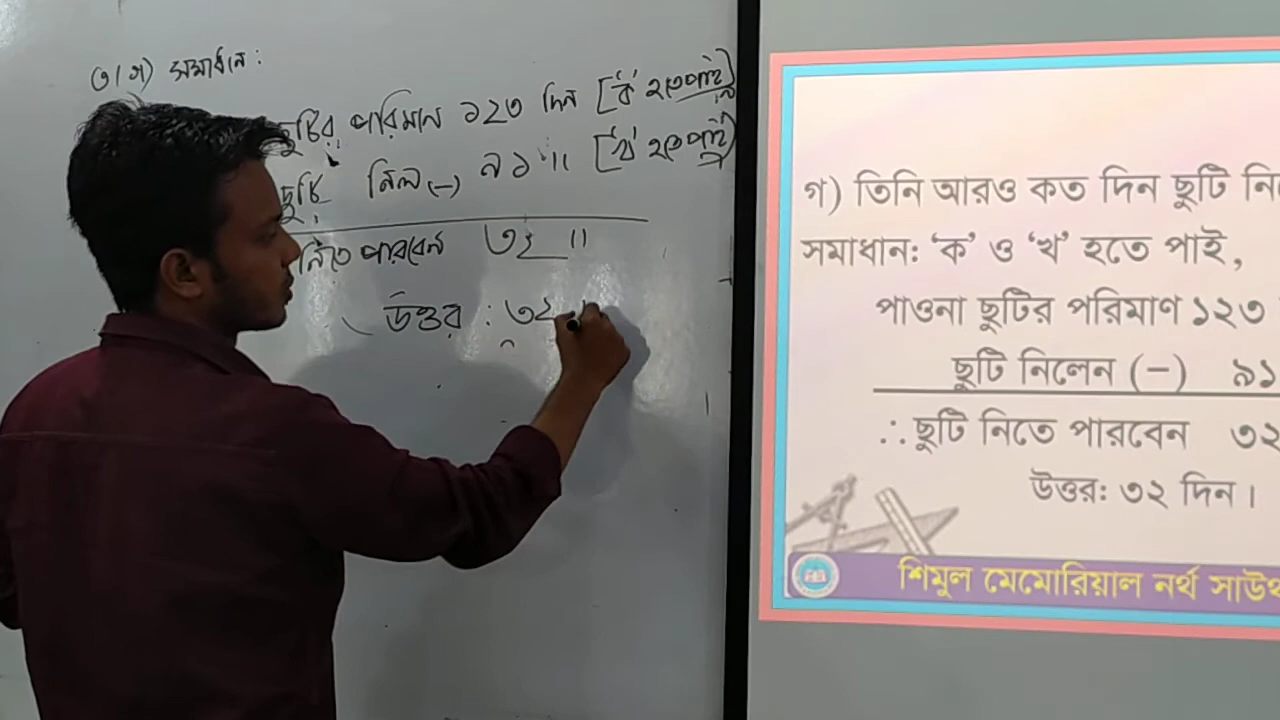 ৩। গ) সমাধান:
ছুটির পরিমান ১২৩ দিন ['ক' হতে পাই]
ছুটি নিল (-) ৯১ " ['খ' হতে পাই]
নিতে পারবেন ৩২ "
উত্তর : ৩২
গ) তিনি আরও কত দিন ছুটি নি
সমাধান: ‘ক’ ও ‘খ’ হতে পাই,
পাওনা ছুটির পরিমাণ ১২৩
ছুটি নিলেন (−) ৯১
∴ ছুটি নিতে পারবেন ৩২
উত্তর: ৩২ দিন।
শিমুল মেমোরিয়াল নর্থ সাউথ